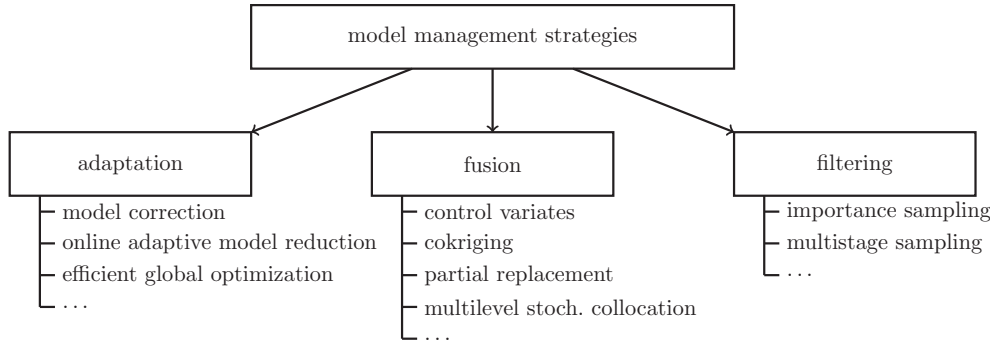 model management strategies
adaptation
model correction
online adaptive model reduction
efficient global optimization
...
fusion
control variates
cokriging
partial replacement
multilevel stoch. collocation
...
filtering
importance sampling
multistage sampling
...